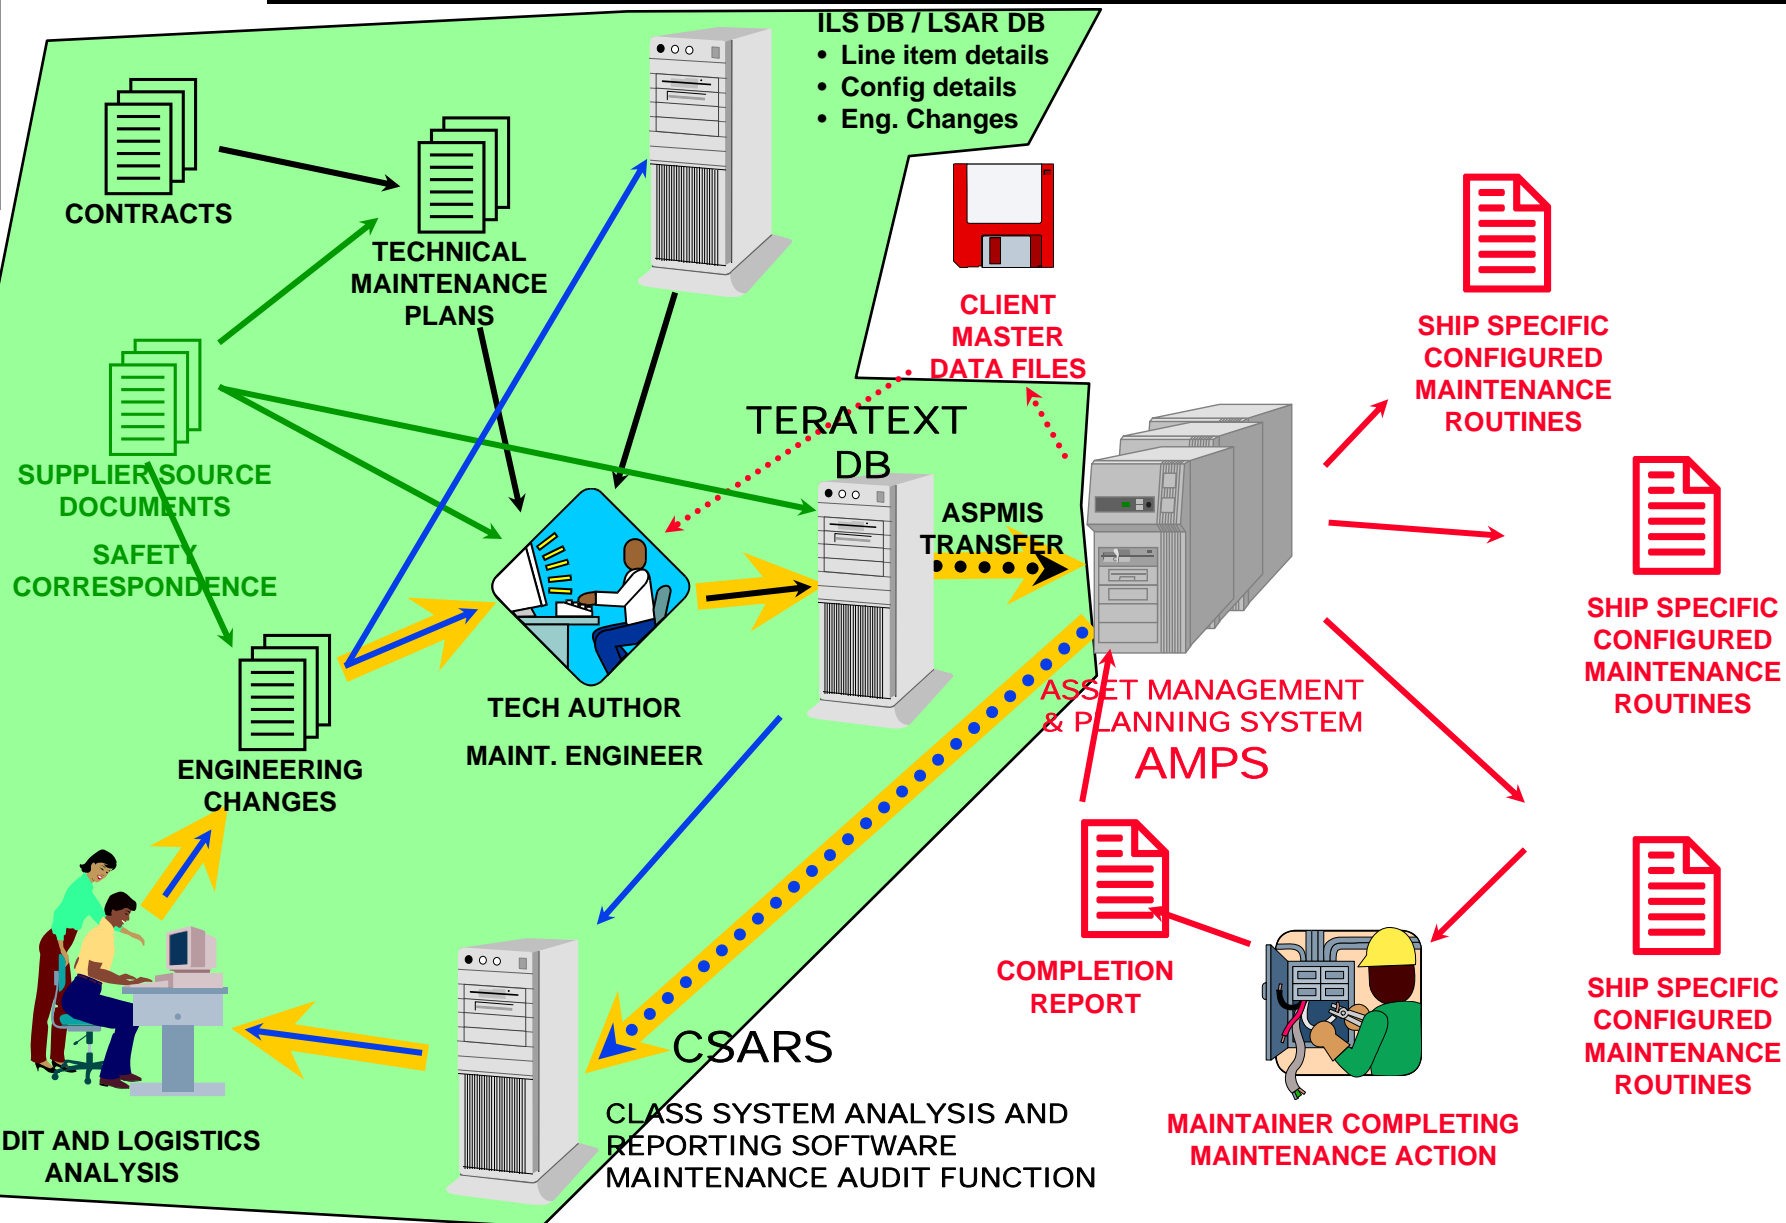 ILS DB / LSAR DB
• Line item details
• Config details
• Eng. Changes
CONTRACTS
TECHNICAL
MAINTENANCE
PLANS
CLIENT
MASTER
DATA FILES
SHIP SPECIFIC
CONFIGURED
MAINTENANCE
ROUTINES
TERATEXT
DB
SUPPLIER SOURCE
DOCUMENTS
SAFETY
CORRESPONDENCE
ASPMIS
TRANSFER
SHIP SPECIFIC
CONFIGURED
MAINTENANCE
ROUTINES
TECH AUTHOR
MAINT. ENGINEER
ASSET MANAGEMENT
& PLANNING SYSTEM
AMPS
ENGINEERING
CHANGES
COMPLETION
REPORT
SHIP SPECIFIC
CONFIGURED
MAINTENANCE
ROUTINES
CSARS
CLASS SYSTEM ANALYSIS AND
REPORTING SOFTWARE
MAINTENANCE AUDIT FUNCTION
MAINTAINER COMPLETING
MAINTENANCE ACTION
DIT AND LOGISTICS
ANALYSIS